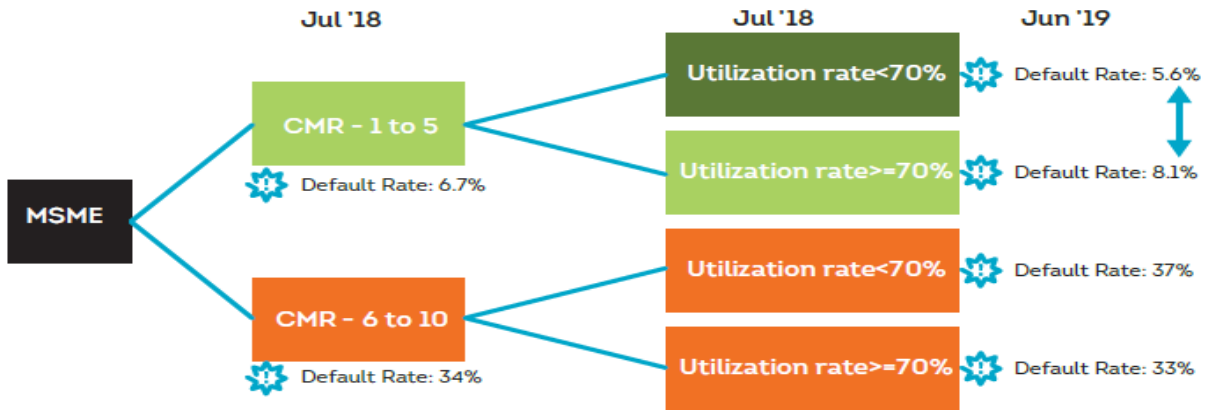 Jul '18
Jul '18
Jun '19
MSME
CMR - 1 to 5
Default Rate: 6.7%
CMR - 6 to 10
Default Rate: 34%
Utilization rate<70%
Default Rate: 5.6%
Utilization rate>=70%
Default Rate: 8.1%
Utilization rate<70%
Default Rate: 37%
Utilization rate>=70%
Default Rate: 33%